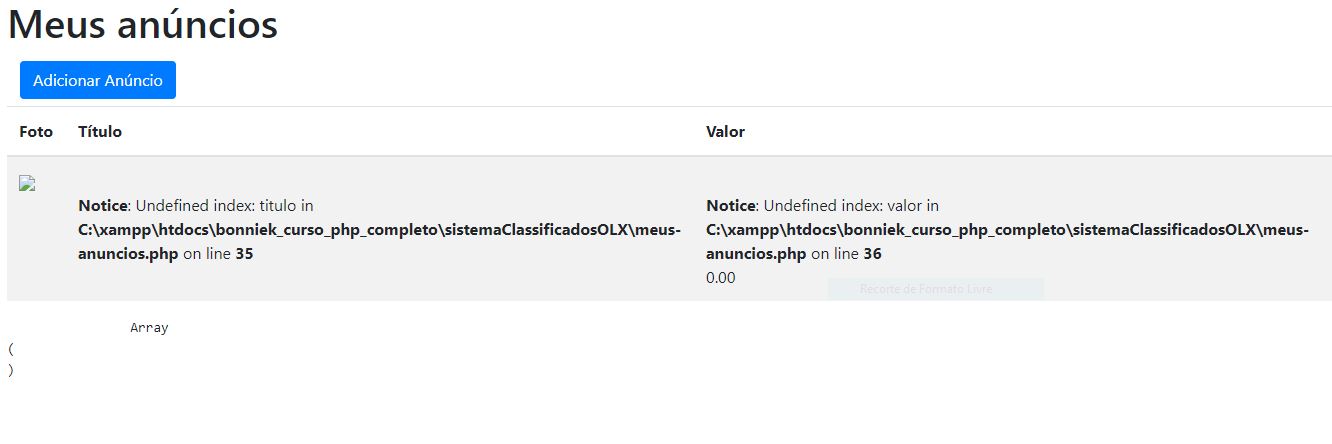 Meus anúncios
Adicionar Anúncio
Foto Título Valor
Notice: Undefined index: titulo in
C:\xampp\htdocs\bonniek_curso_php_completo\sistemaClassificadosOLX\meus-
anuncios.php on line 35
Notice: Undefined index: valor in
C:\xampp\htdocs\bonniek_curso_php_completo\sistemaClassificadosOLX\meus-
anuncios.php on line 36
0.00
Recorte de Formato Livre
Array
(
)